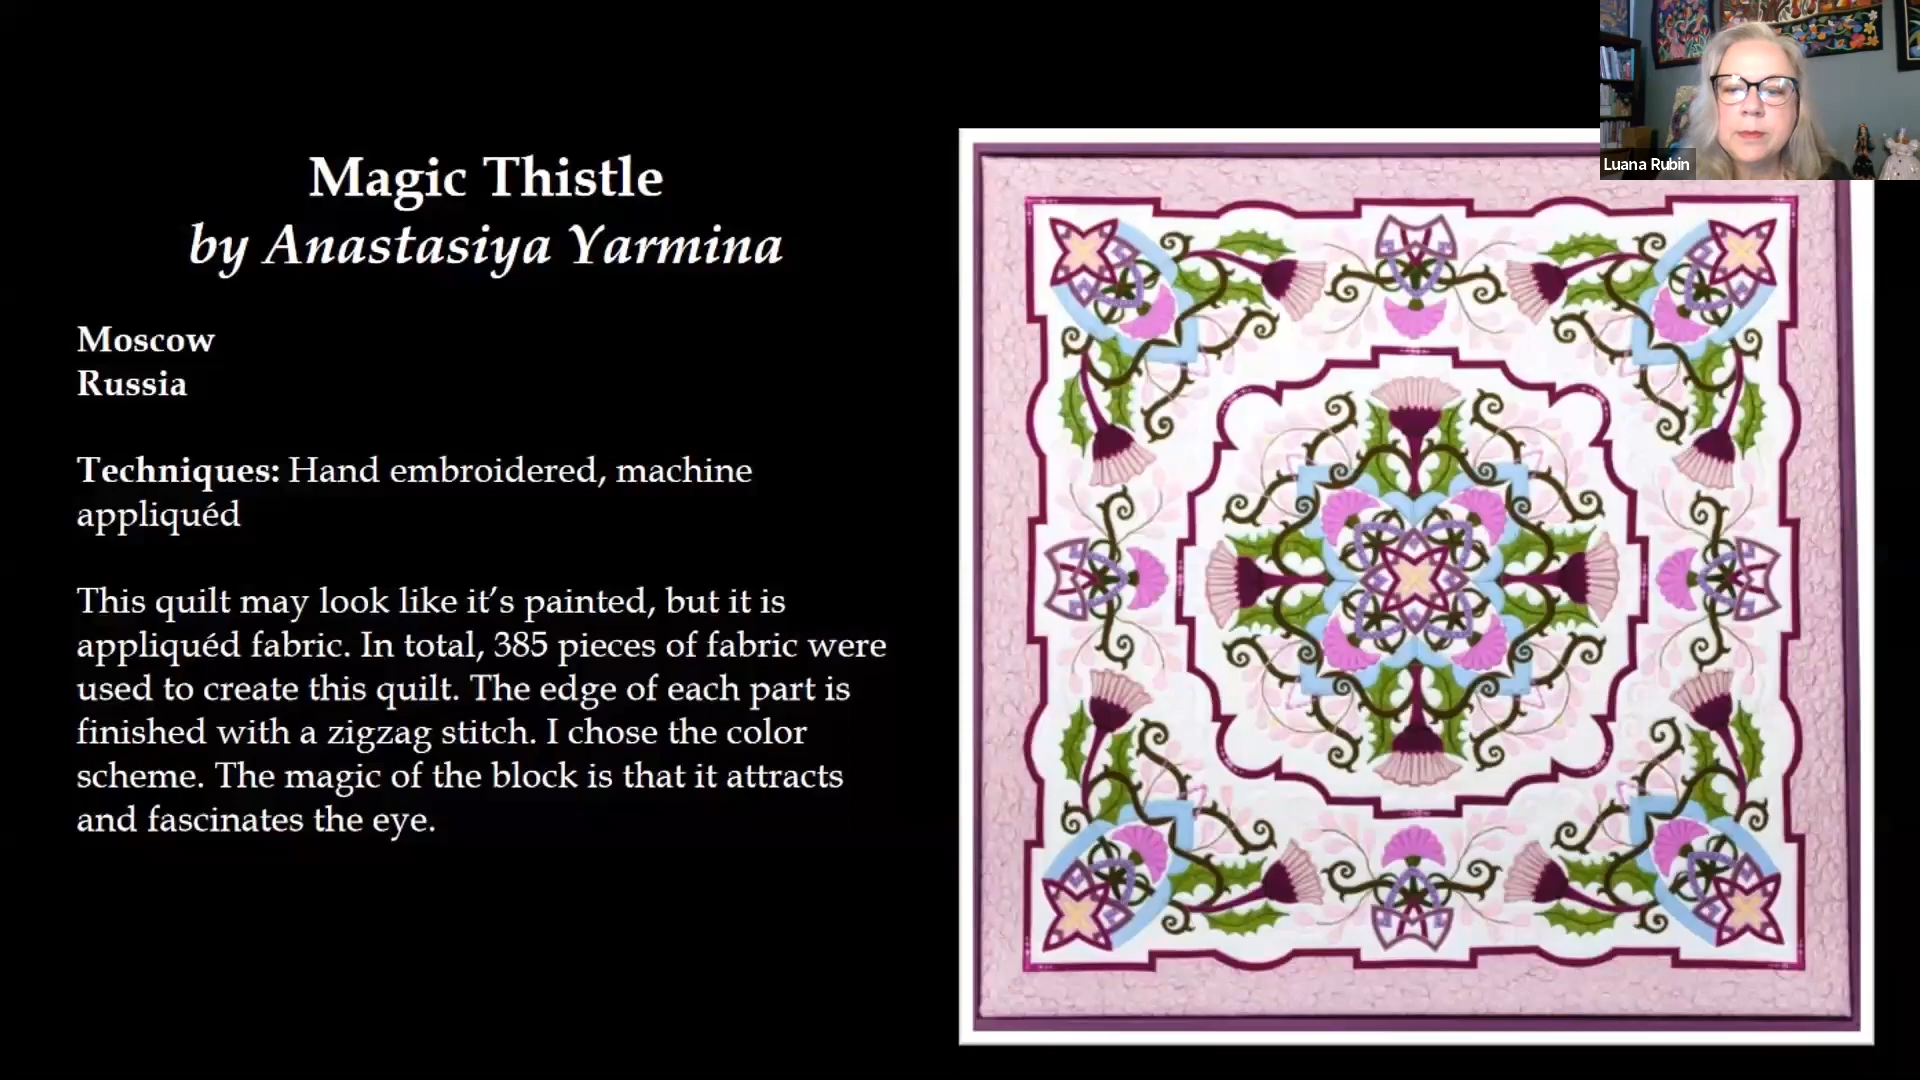 Magic Thistle
by Anastasiya Yarmina
Moscow
Russia
Techniques: Hand embroidered, machine
appliquéd
This quilt may look like it’s painted, but it is
appliquéd fabric. In total, 385 pieces of fabric were
used to create this quilt. The edge of each part is
finished with a zigzag stitch. I chose the color
scheme. The magic of the block is that it attracts
and fascinates the eye.
Luana Rubin